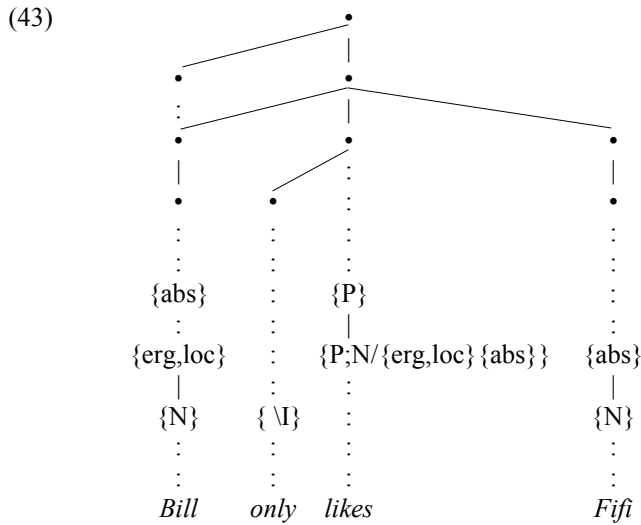 (43)
{abs} {P}
{erg,loc} {P;N/{erg,loc}{abs}} {abs}
{N} { \I} {N}
Bill only likes Fifi